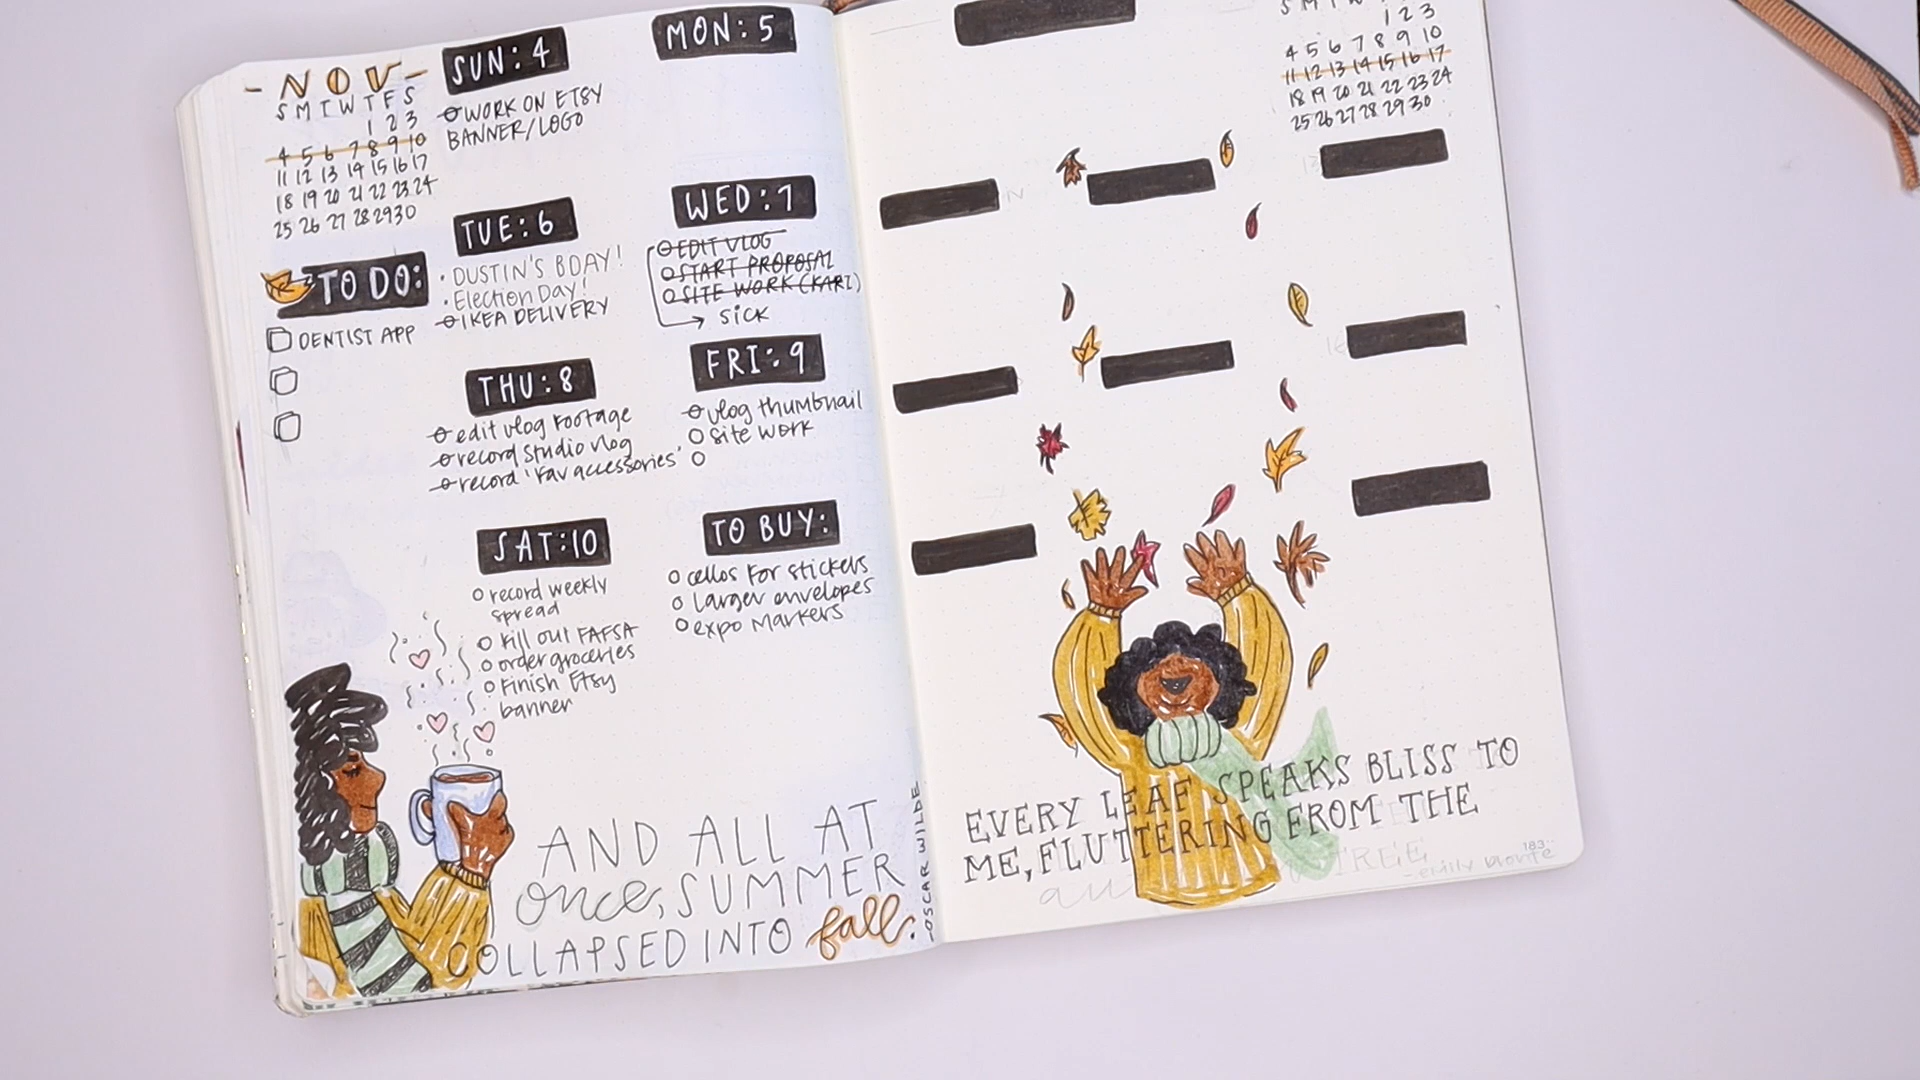 - NOV -
S M T W T F S
1 2 3
4 5 6 7 8 9 10
11 12 13 14 15 16 17
18 19 20 21 22 23 24
25 26 27 28 29 30
TO DO:
DENTIST APP
SUN: 4
WORK ON ETSY
BANNER/LOGO
MON: 5
TUE: 6
• DUSTIN'S BDAY!
• Election Day!
IKEA DELIVERY
WED: 7
EDIT VLOG
START PROPOSAL
SITE WORK (KARI)
SICK
THU: 8
edit vlog footage
record studio vlog
record 'fav accessories'
FRI: 9
vlog thumbnail
site work
SAT: 10
record weekly
spread
fill out FAFSA
order groceries
finish Etsy
banner
TO BUY:
cellos for stickers
larger envelopes
expo markers
AND ALL AT
once, SUMMER
COLLAPSED INTO fall.
-OSCAR WILDE
S M T W
1 2 3
4 5 6 7 8 9 10
11 12 13 14 15 16 17
18 19 20 21 22 23 24
25 26 27 28 29 30
EVERY LEAF SPEAKS BLISS TO
ME, FLUTTERING FROM THE
TREE
-emily bronte
183